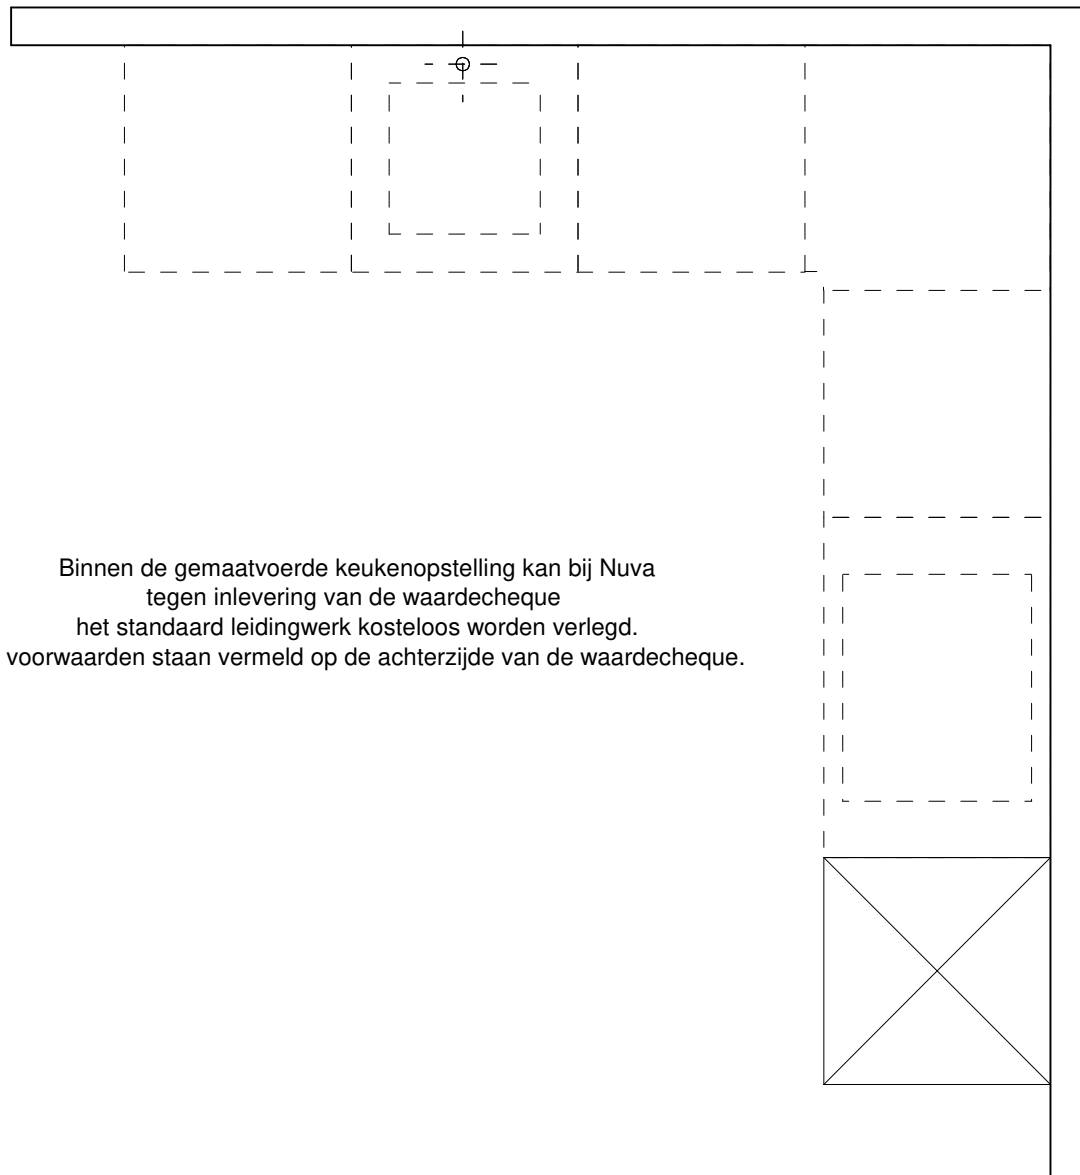 Binnen de gemaatvoerde keukenopstelling kan bij Nuva
tegen inlevering van de waardecheque
het standaard leidingwerk kosteloos worden verlegd.
voorwaarden staan vermeld op de achterzijde van de waardecheque.